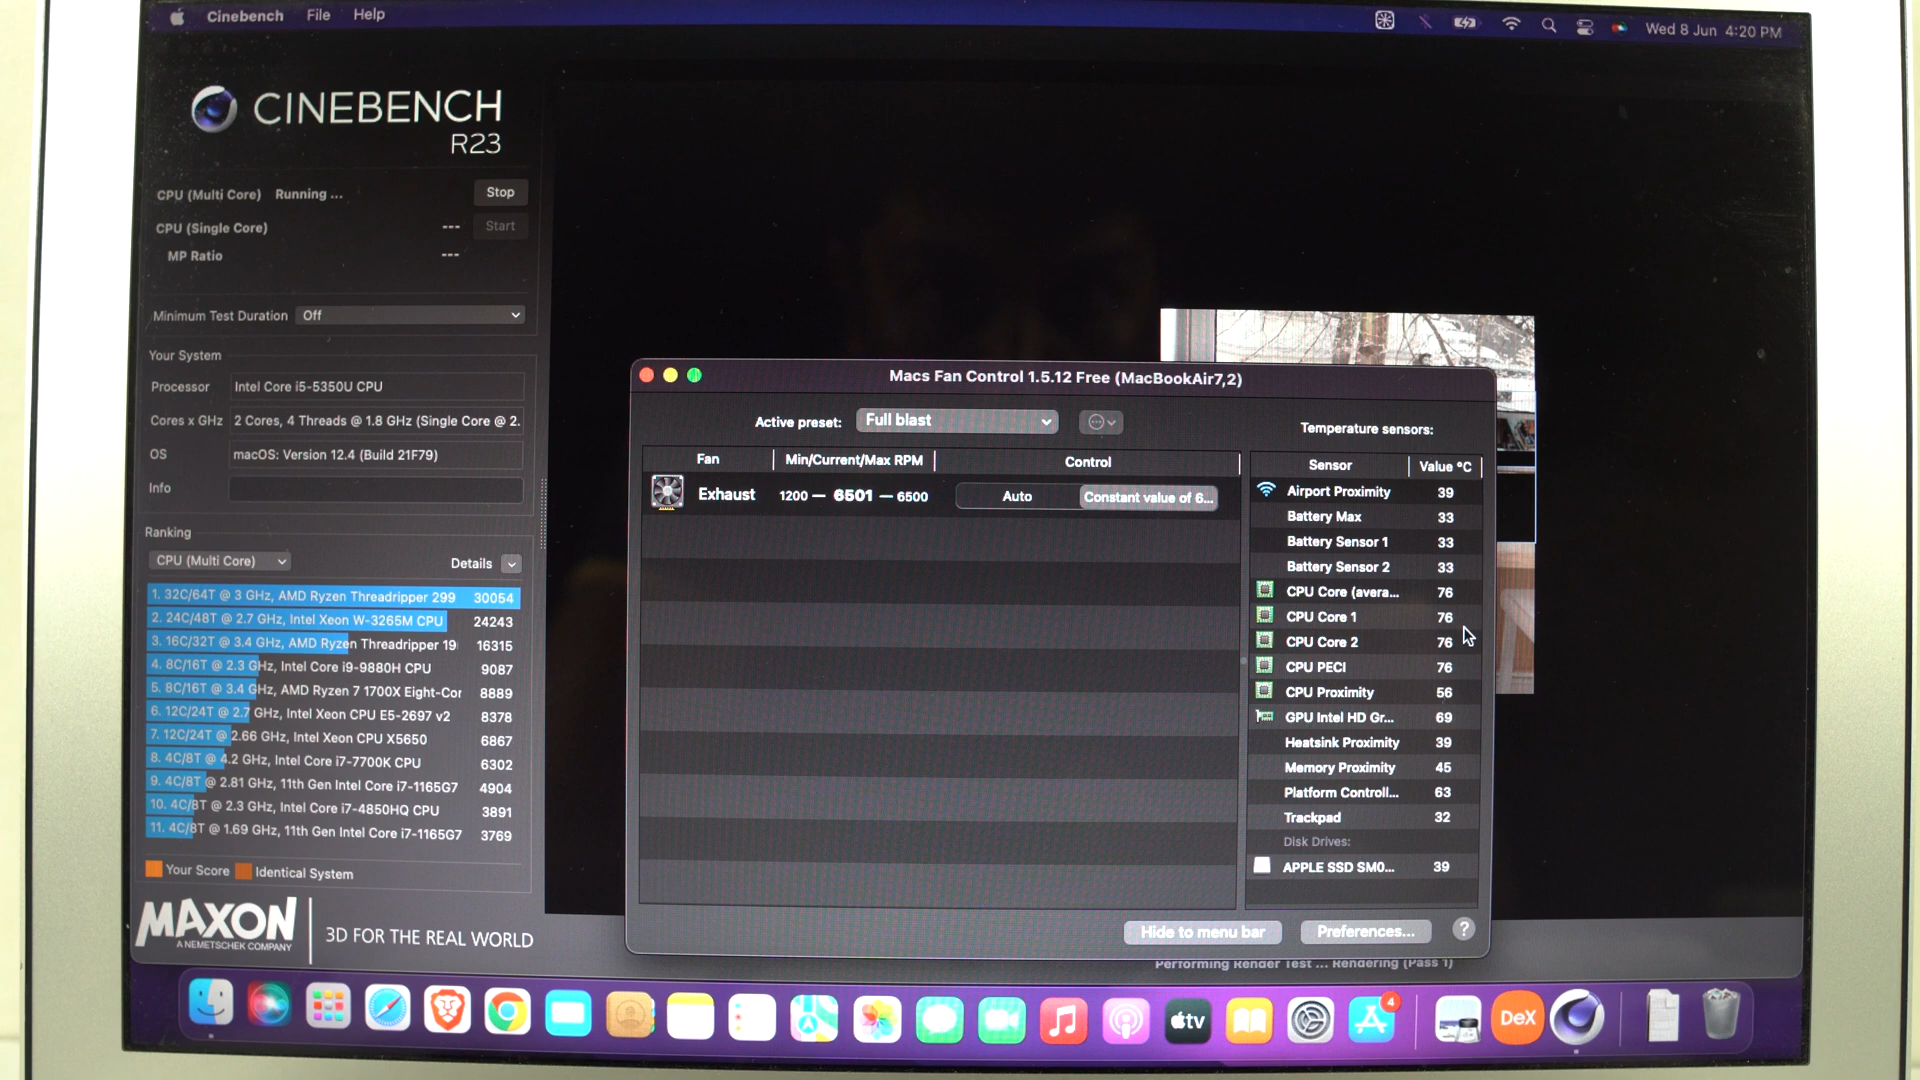 Cinebench File Help
Wed 8 Jun 4:20 PM
CINEBENCH
R23
CPU (Multi Core) Running ... Stop
CPU (Single Core) --- Start
MP Ratio ---
Minimum Test Duration Off
Your System
Processor Intel Core i5-5350U CPU
Cores x GHz 2 Cores, 4 Threads @ 1.8 GHz (Single Core @ 2.
OS macOS: Version 12.4 (Build 21F79)
Info
Ranking
CPU (Multi Core) Details
1. 32C/64T @ 3 GHz, AMD Ryzen Threadripper 299 30054
2. 24C/48T @ 2.7 GHz, Intel Xeon W-3265M CPU 24243
3. 16C/32T @ 3.4 GHz, AMD Ryzen Threadripper 19 16315
4. 8C/16T @ 2.3 GHz, Intel Core i9-9880H CPU 9087
5. 8C/16T @ 3.4 GHz, AMD Ryzen 7 1700X Eight-Cor 8889
6. 12C/24T @ 2.7 GHz, Intel Xeon CPU E5-2697 v2 8378
7. 12C/24T @ 2.66 GHz, Intel Xeon CPU X5650 6867
8. 4C/8T @ 4.2 GHz, Intel Core i7-7700K CPU 6302
9. 4C/8T @ 2.81 GHz, 11th Gen Intel Core i7-1165G7 4904
10. 4C/8T @ 2.3 GHz, Intel Core i7-4850HQ CPU 3891
11. 4C/8T @ 1.69 GHz, 11th Gen Intel Core i7-1165G7 3769
Your Score Identical System
MAXON
A NEMETSCHEK COMPANY
3D FOR THE REAL WORLD
Macs Fan Control 1.5.12 Free (MacBookAir7,2)
Active preset: Full blast
Fan Min/Current/Max RPM Control
Exhaust 1200 — 6501 — 6500 Auto Constant value of 6...
Temperature sensors:
Sensor Value °C
Airport Proximity 39
Battery Max 33
Battery Sensor 1 33
Battery Sensor 2 33
CPU Core (avera... 76
CPU Core 1 76
CPU Core 2 76
CPU PECI 76
CPU Proximity 56
GPU Intel HD Gr... 69
Heatsink Proximity 39
Memory Proximity 45
Platform Controll... 63
Trackpad 32
Disk Drives:
APPLE SSD SM0... 39
Hide to menu bar Preferences... ?
Performing Render Test ... Rendering (Pass 1)
tv
4
DeX